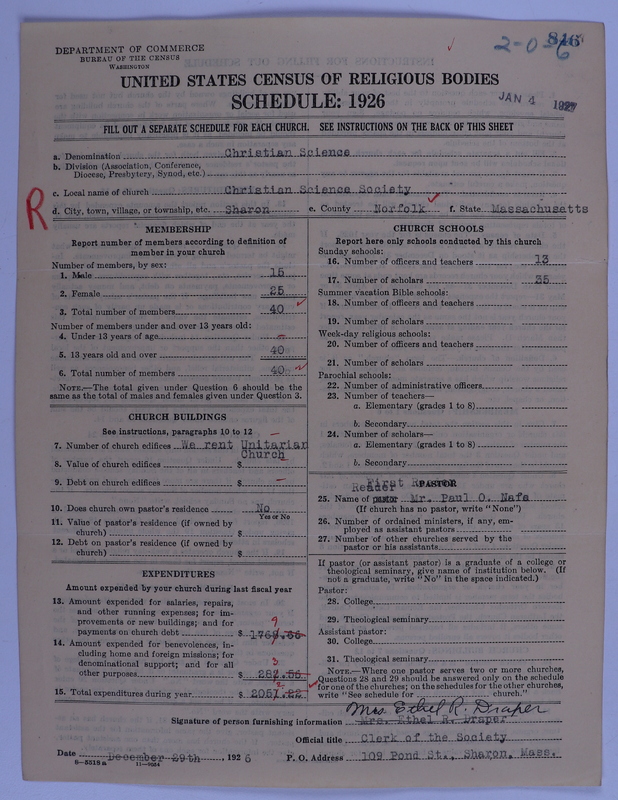 2-0-6
846
DEPARTMENT OF COMMERCE
BUREAU OF THE CENSUS
WASHINGTON
UNITED STATES CENSUS OF RELIGIOUS BODIES
SCHEDULE: 1926
JAN 4 1927
FILL OUT A SEPARATE SCHEDULE FOR EACH CHURCH. SEE INSTRUCTIONS ON THE BACK OF THIS SHEET
a. Denomination Christian Science
b. Division (Association, Conference,
Diocese, Presbytery, Synod, etc.)
c. Local name of church Christian Science Society
R
d. City, town, village, or township, etc. Sharon e. County Norfolk f. State Massachusetts
MEMBERSHIP
Report number of members according to definition of
member in your church
Number of members, by sex:
1. Male 15
2. Female 25
3. Total number of members 40
Number of members under and over 13 years old:
4. Under 13 years of age —
5. 13 years old and over 40
6. Total number of members 40
NOTE.—The total given under Question 6 should be the
same as the total of males and females given under Question 3.
CHURCH BUILDINGS
See instructions, paragraphs 10 to 12
7. Number of church edifices We rent Unitarian
Church
8. Value of church edifices $
9. Debt on church edifices $ —
10. Does church own pastor's residence No
Yes or No
11. Value of pastor's residence (if owned by
church) $
12. Debt on pastor's residence (if owned by
church) $
EXPENDITURES
Amount expended by your church during last fiscal year
13. Amount expended for salaries, repairs,
and other running expenses; for im-
provements or new buildings; and for
payments on church debt $ 1768.66
9
14. Amount expended for benevolences, in-
cluding home and foreign missions; for
denominational support; and for all
other purposes $ 282.56
3
15. Total expenditures during year $ 2051.22
2
CHURCH SCHOOLS
Report here only schools conducted by this church
Sunday schools:
16. Number of officers and teachers 13
17. Number of scholars 35
Summer vacation Bible schools:
18. Number of officers and teachers
19. Number of scholars
Week-day religious schools:
20. Number of officers and teachers
21. Number of scholars
Parochial schools:
22. Number of administrative officers
23. Number of teachers—
a. Elementary (grades 1 to 8)
b. Secondary
24. Number of scholars—
a. Elementary (grades 1 to 8)
b. Secondary
First PASTOR
Reader
25. Name of pastor Mr. Paul O. Nafe
(If church has no pastor, write "None")
26. Number of ordained ministers, if any, em-
ployed as assistant pastors
27. Number of other churches served by the
pastor or his assistants
If pastor (or assistant pastor) is a graduate of a college or
theological seminary, give name of institution below. (If
not a graduate, write "No" in the space indicated.)
Pastor:
28. College
29. Theological seminary
Assistant pastor:
30. College
31. Theological seminary
NOTE.—Where one pastor serves two or more churches,
Questions 28 and 29 should be answered only on the schedule
for one of the churches; on the schedules for the other churches,
write "See schedule for church."
Mrs. Ethel R. Draper
Signature of person furnishing information Mrs. Ethel R. Draper
Official title Clerk of the Society
Date December 29th, 1926 P. O. Address 109 Pond St., Sharon, Mass.
8-5518a 11-9024